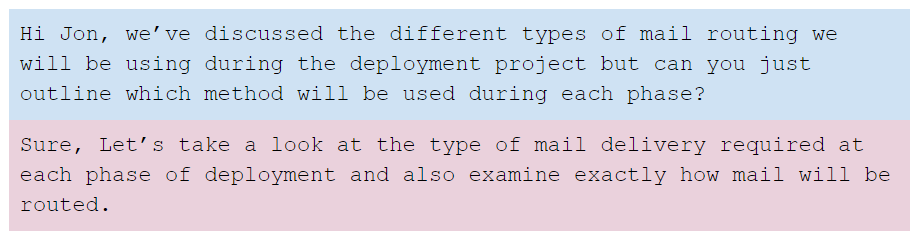 Hi Jon, we’ve discussed the different types of mail routing we
will be using during the deployment project but can you just
outline which method will be used during each phase?
Sure, Let’s take a look at the type of mail delivery required at
each phase of deployment and also examine exactly how mail will be
routed.